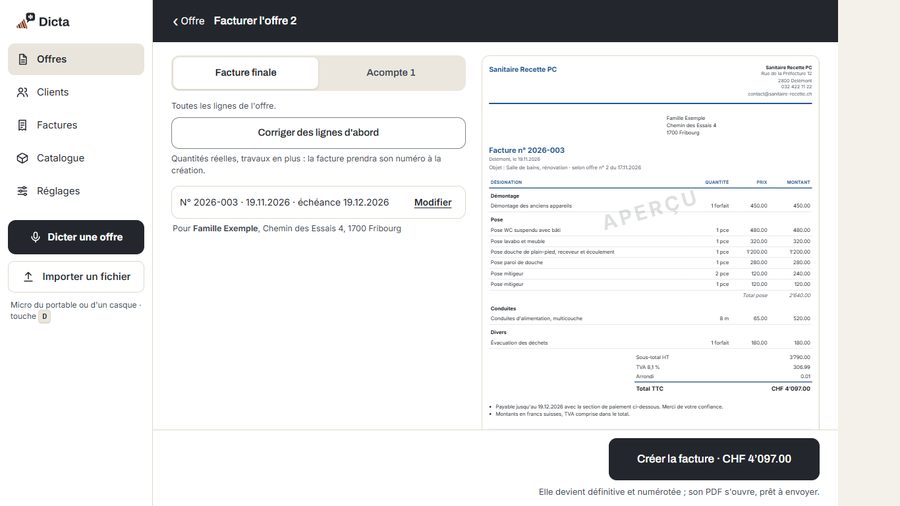 Dicta
Offres
Clients
Factures
Catalogue
Réglages
Dicter une offre
Importer un fichier
Micro du portable ou d'un casque ·
touche D
‹ Offre Facturer l'offre 2
Facture finale Acompte 1
Toutes les lignes de l'offre.
Corriger des lignes d'abord
Quantités réelles, travaux en plus : la facture prendra son numéro à la
création.
N° 2026-003 · 19.11.2026 · échéance 19.12.2026 Modifier
Pour Famille Exemple, Chemin des Essais 4, 1700 Fribourg
Sanitaire Recette PC
Sanitaire Recette PC
Rue de la Préfecture 12
2800 Delémont
032 422 11 22
contact@sanitaire-recette.ch
Famille Exemple
Chemin des Essais 4
1700 Fribourg
Facture n° 2026-003
Delémont, le 19.11.2026
Objet : Salle de bains, rénovation · selon offre n° 2 du 17.11.2026
APERÇU
DÉSIGNATION QUANTITÉ PRIX MONTANT
Démontage
Démontage des anciens appareils 1 forfait 450.00 450.00
Pose
Pose WC suspendu avec bâti 1 pce 480.00 480.00
Pose lavabo et meuble 1 pce 320.00 320.00
Pose douche de plain-pied, receveur et écoulement 1 pce 1'200.00 1'200.00
Pose paroi de douche 1 pce 280.00 280.00
Pose mitigeur 2 pce 120.00 240.00
Pose mitigeur 1 pce 120.00 120.00
Total pose 2'640.00
Conduites
Conduites d'alimentation, multicouche 8 m 65.00 520.00
Divers
Évacuation des déchets 1 forfait 180.00 180.00
Sous-total HT 3'790.00
TVA 8,1 % 306.99
Arrondi 0.01
Total TTC CHF 4'097.00
• Payable jusqu'au 19.12.2026 avec la section de paiement ci-dessous. Merci de votre confiance.
• Montants en francs suisses, TVA comprise dans le total.
Créer la facture · CHF 4'097.00
Elle devient définitive et numérotée ; son PDF s'ouvre, prêt à envoyer.